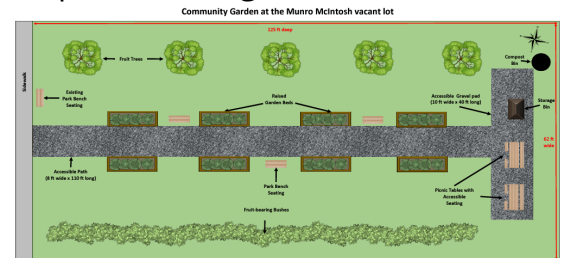 Community Garden at the Munro McIntosh vacant lot
125 ft deep
Fruit Trees
Compost
Bin
Sidewalk
Existing
Park Bench
Seating
Raised
Garden Beds
Accessible Gravel pad
(10 ft wide x 40 ft long)
Storage
Bin
62 ft
wide
Accessible Path
(8 ft wide x 110 ft long)
Park Bench
Seating
Picnic Tables with
Accessible
Seating
Fruit-bearing Bushes